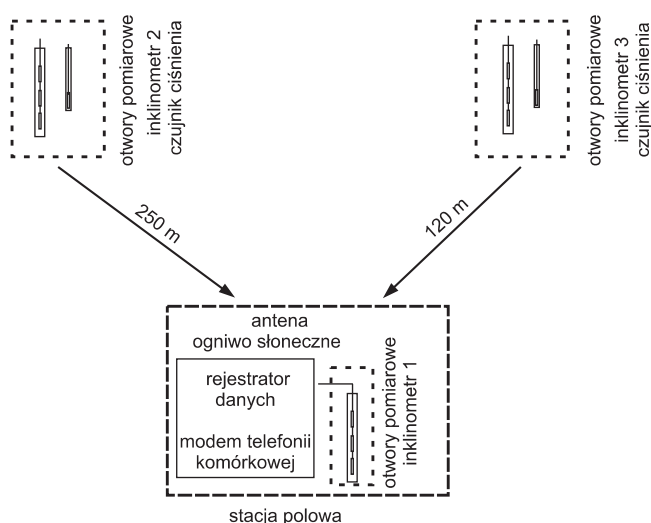 otwory pomiarowe
inklinometr 2
czujnik ciśnienia
otwory pomiarowe
inklinometr 3
czujnik ciśnienia
250 m
120 m
antena
ogniwo słoneczne
rejestrator
danych
modem telefonii
komórkowej
otwory pomiarowe
inklinometr 1
stacja polowa